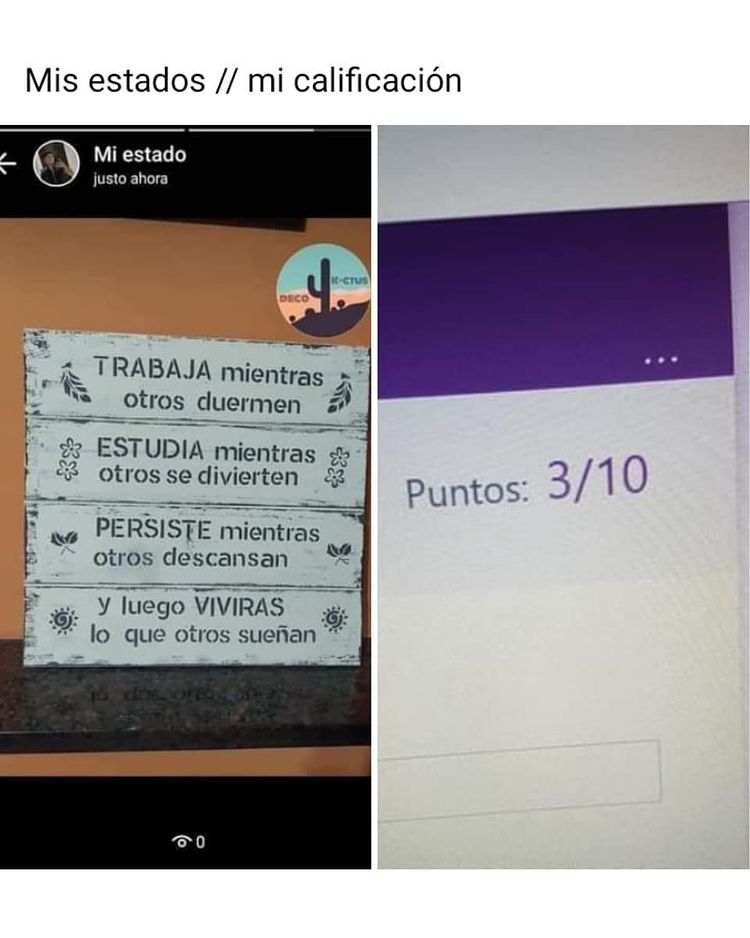 Mis estados // mi calificación
Mi estado
justo ahora
DECO K-CTUS
TRABAJA mientras
otros duermen
ESTUDIA mientras
otros se divierten
PERSISTE mientras
otros descansan
y luego VIVIRAS
lo que otros sueñan
0
Puntos: 3/10